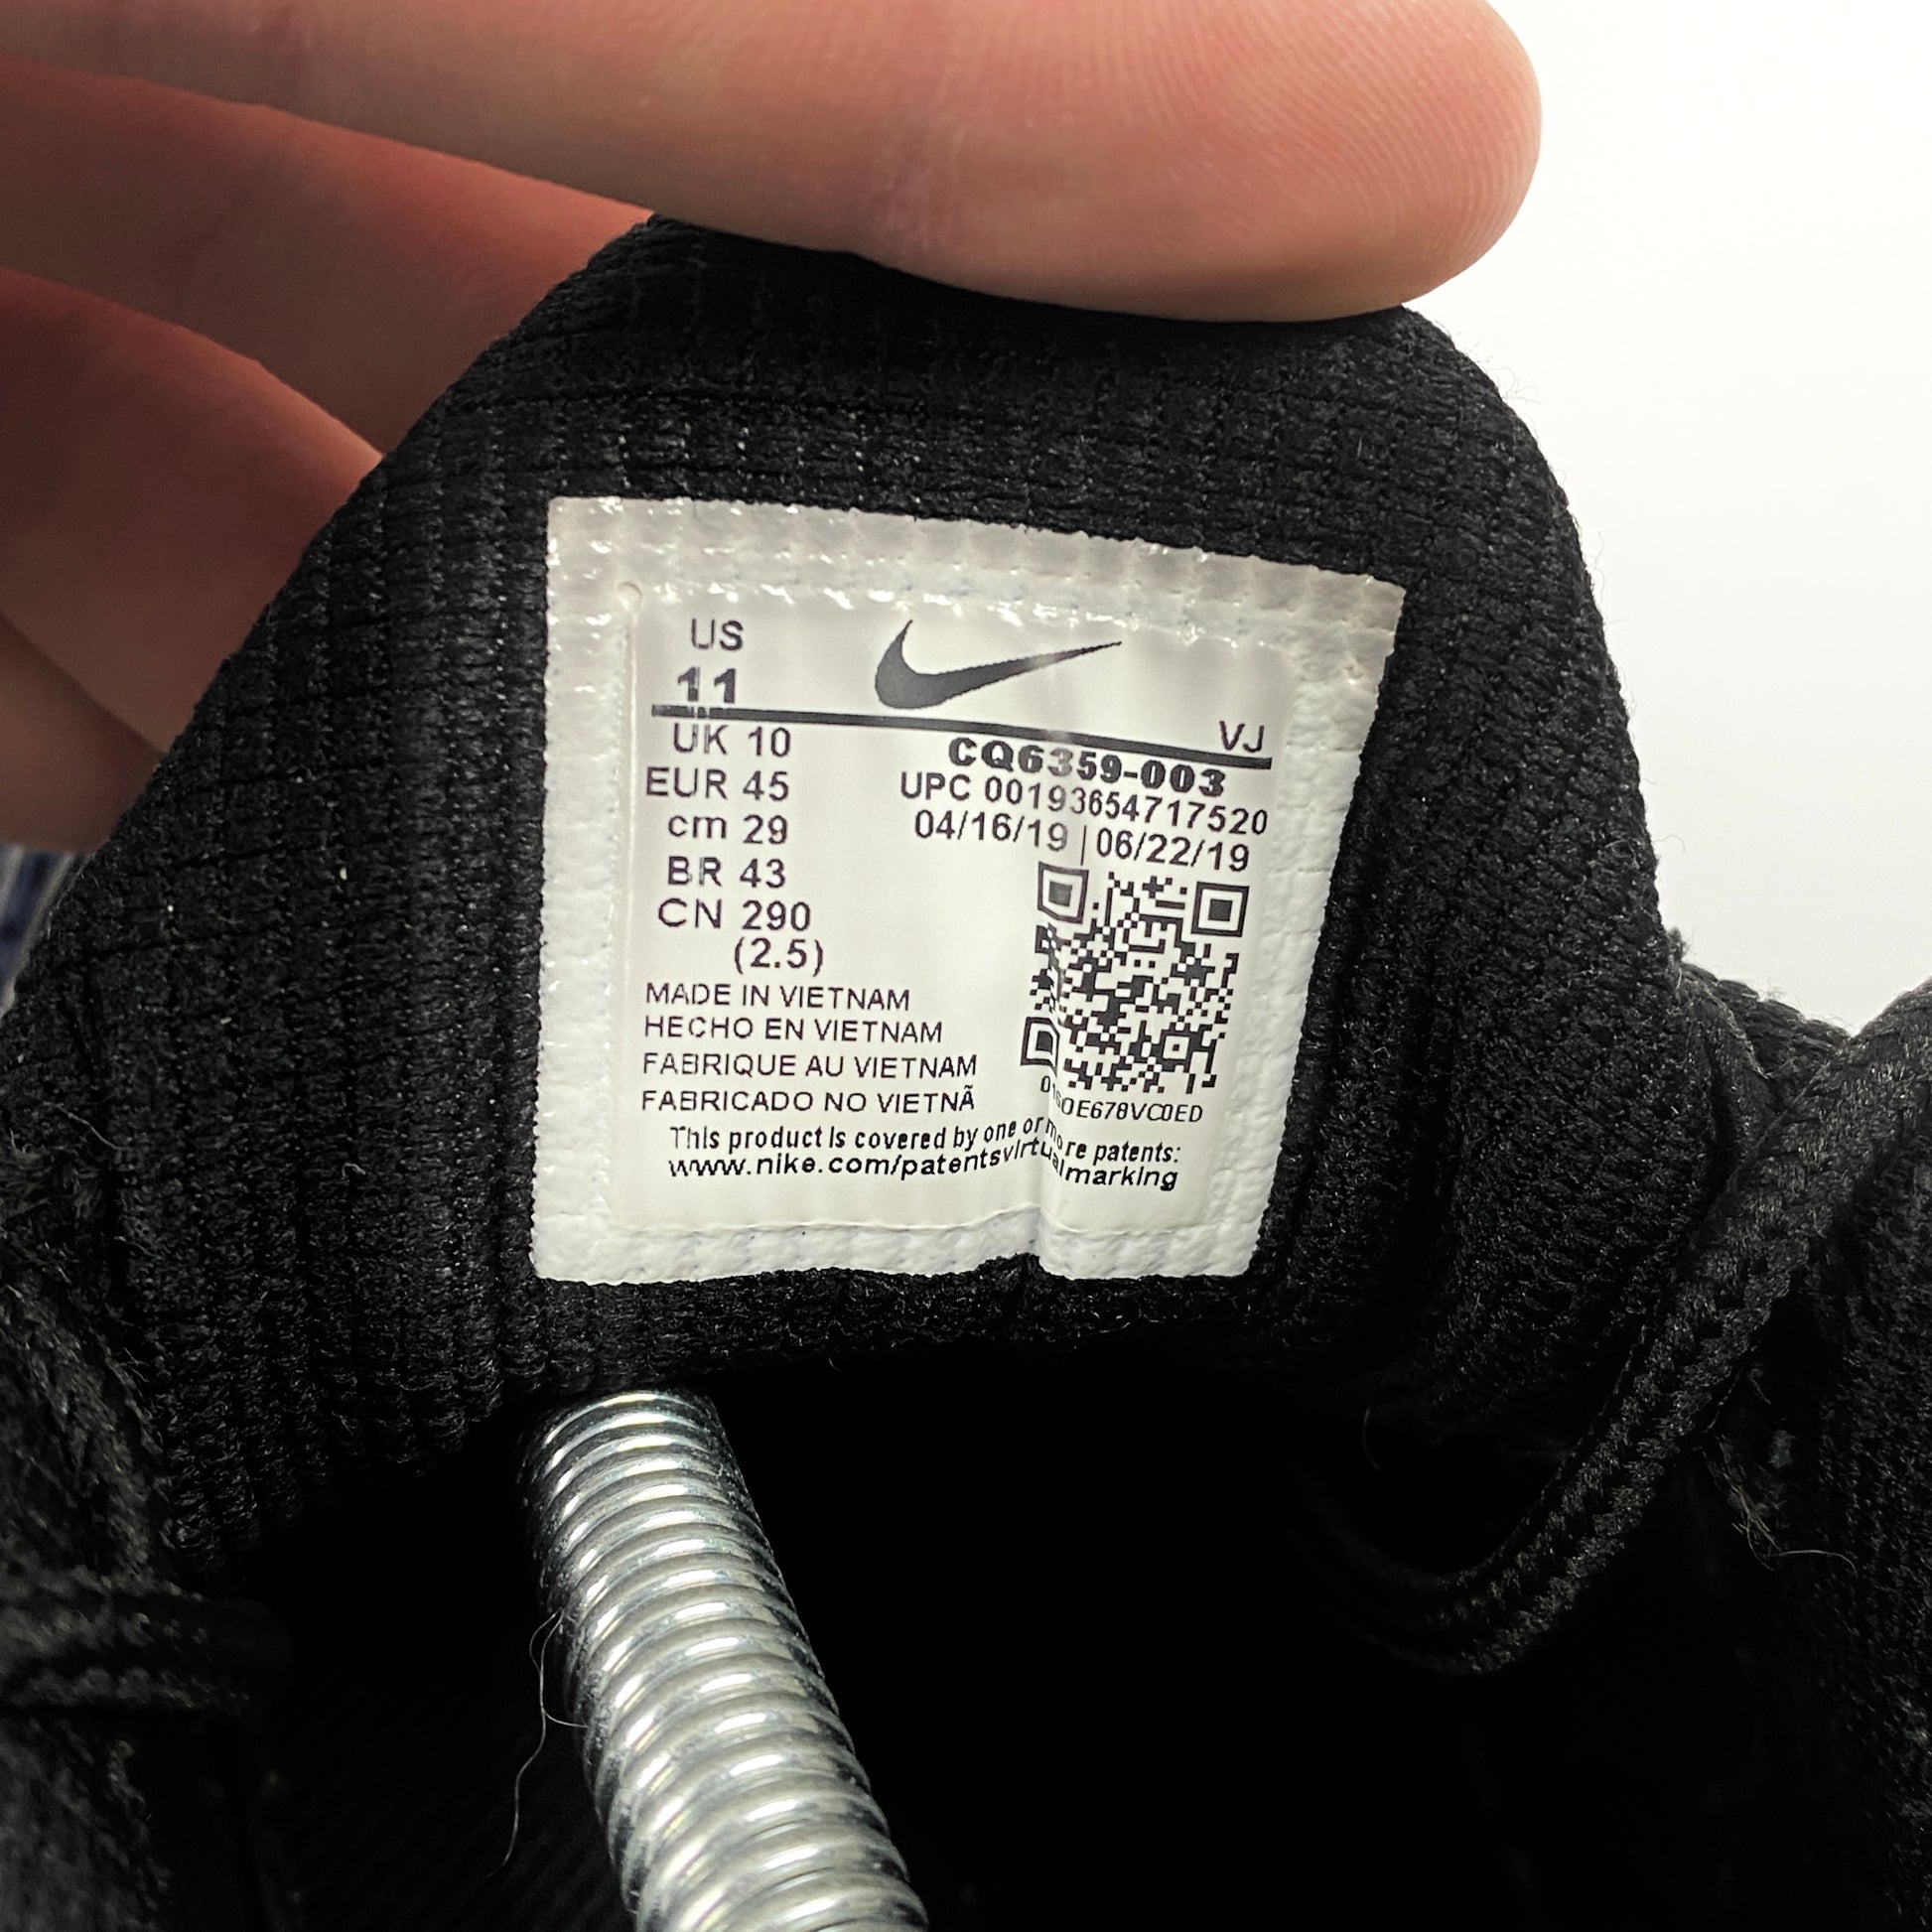 US
11
VJ
UK 10
EUR 45
cm 29
BR 43
CN 290
(2.5)
CQ6359-003
UPC 00193654717520
04/16/19 | 06/22/19
MADE IN VIETNAM
HECHO EN VIETNAM
FABRIQUE AU VIETNAM
FABRICADO NO VIETNÃ
This product is covered by one or more patents:
www.nike.com/patentsvirtualmarking